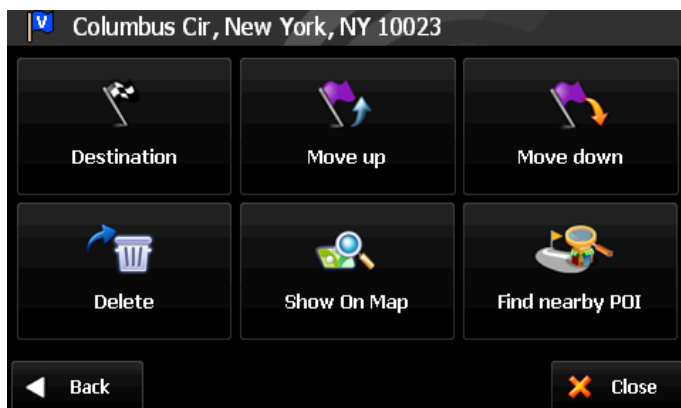 V Columbus Cir, New York, NY 10023
Destination Move up Move down
Delete Show On Map Find nearby POI
Back Close